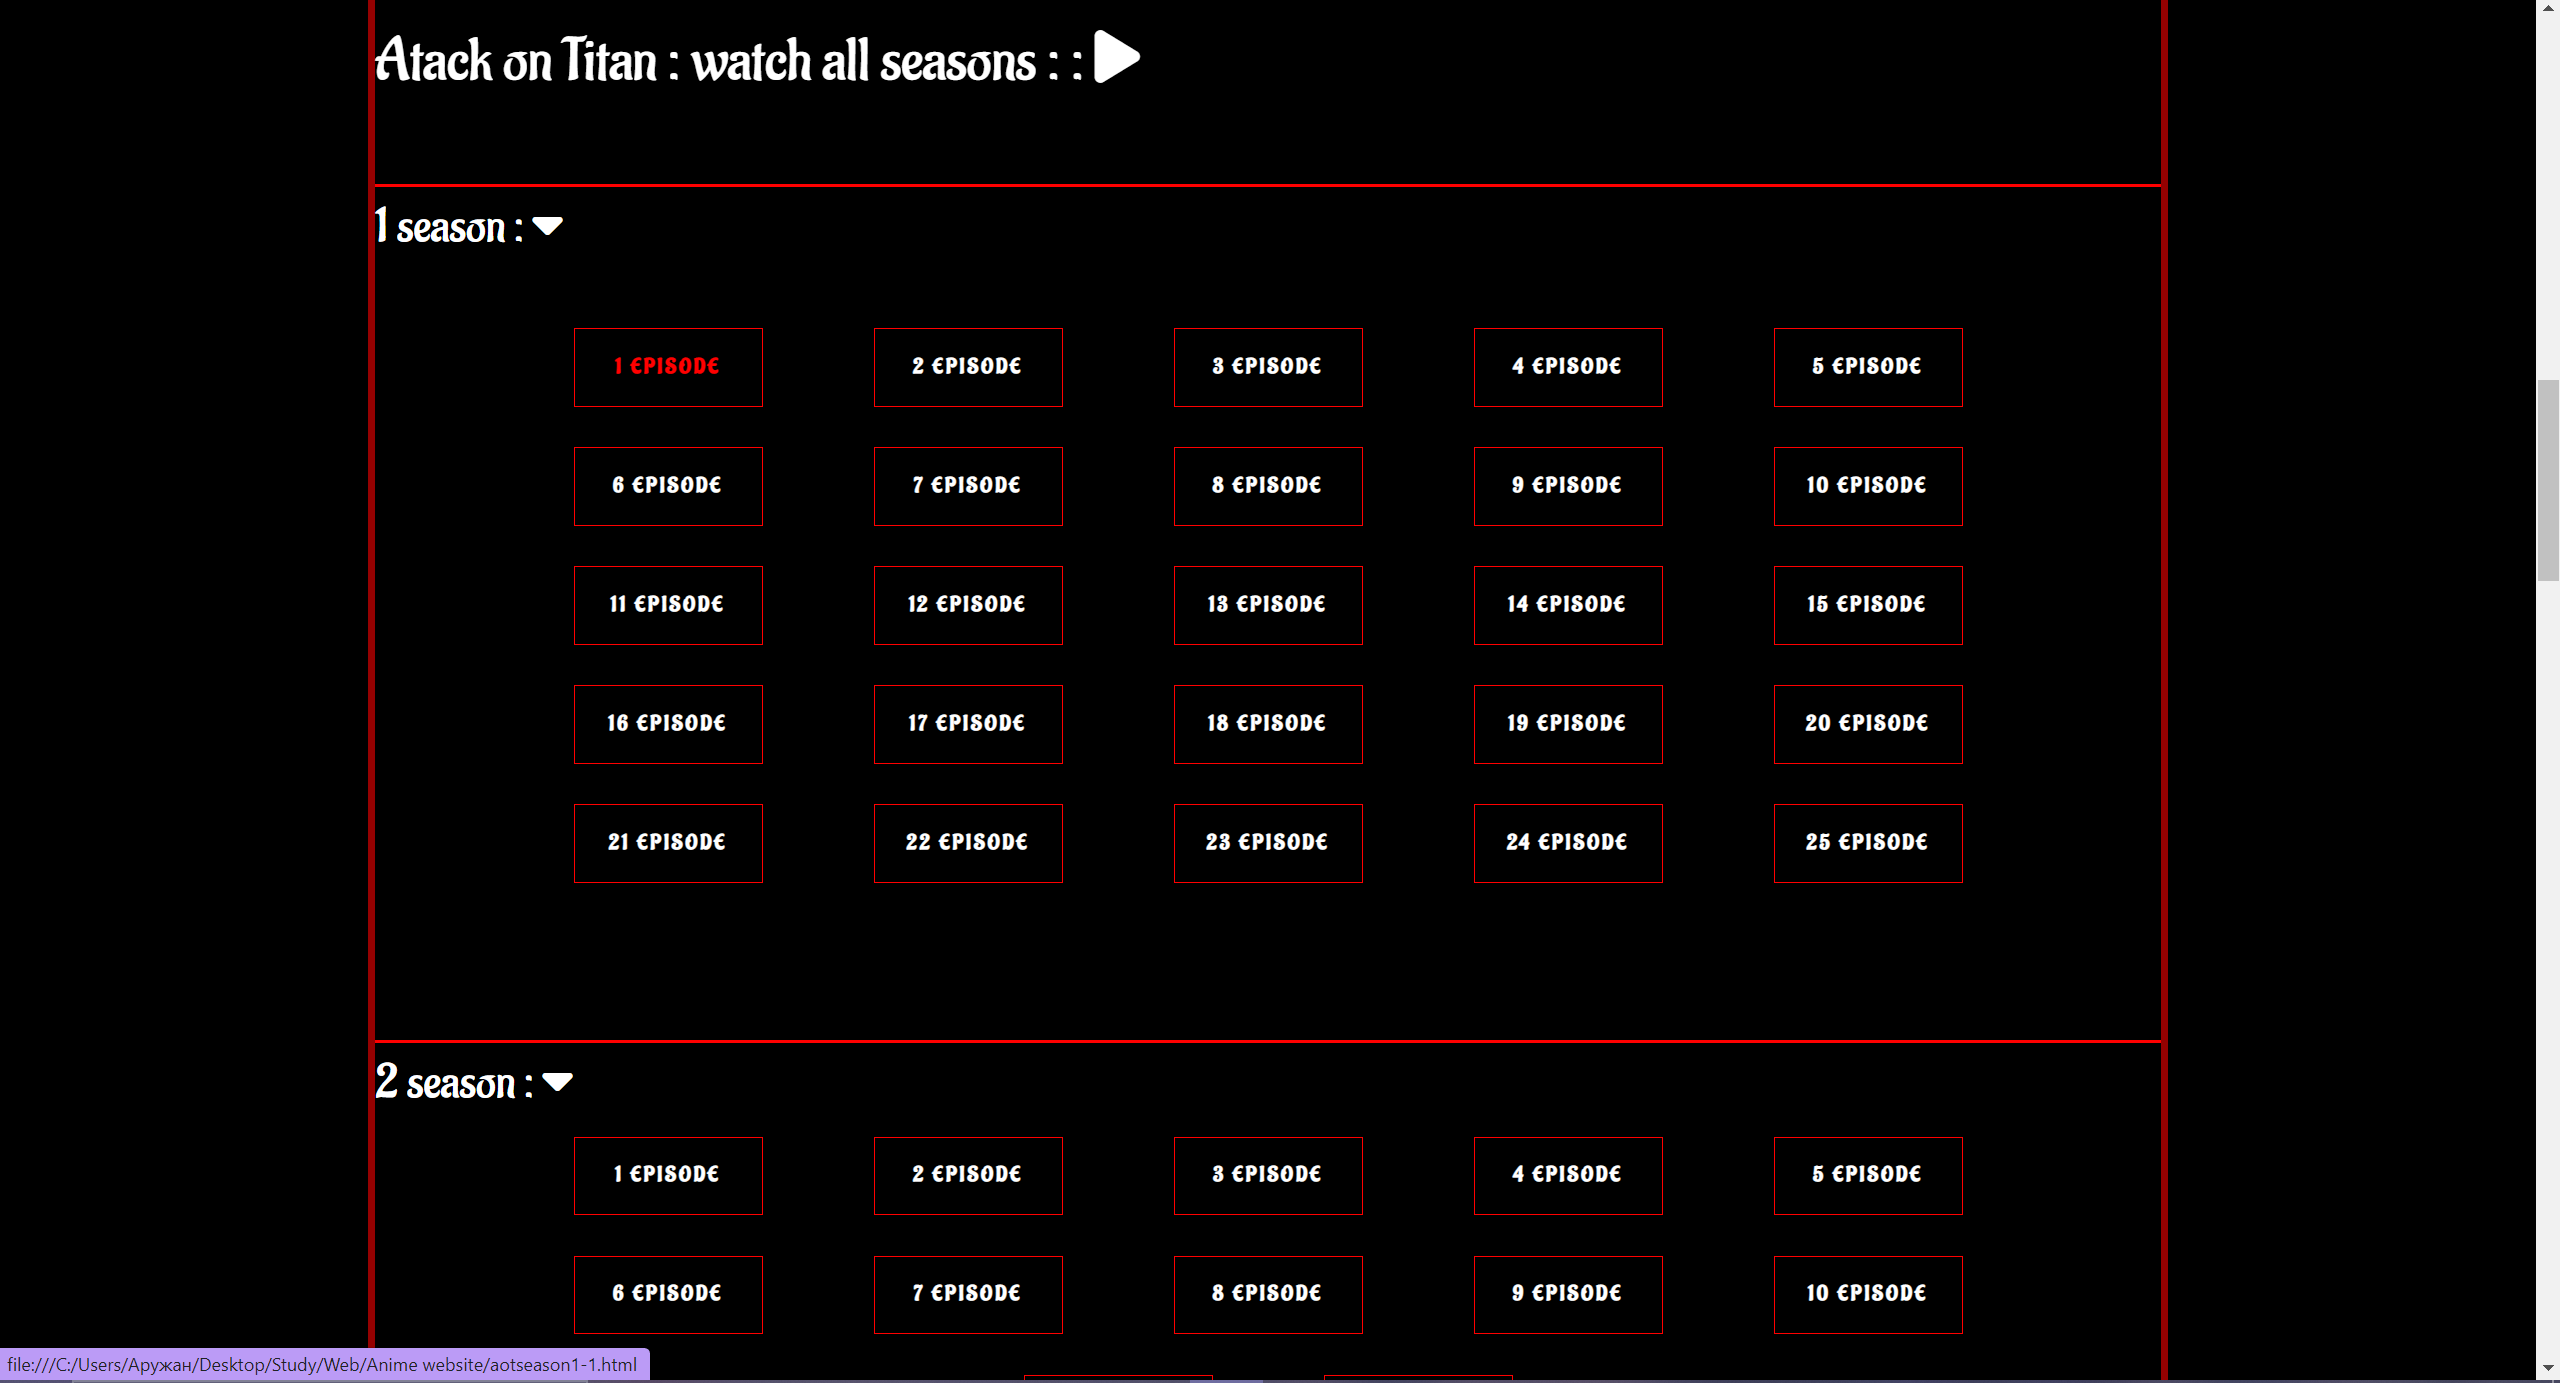 Atack on Titan : watch all seasons : :
1 season :
1 EPISODE 2 EPISODE 3 EPISODE 4 EPISODE 5 EPISODE
6 EPISODE 7 EPISODE 8 EPISODE 9 EPISODE 10 EPISODE
11 EPISODE 12 EPISODE 13 EPISODE 14 EPISODE 15 EPISODE
16 EPISODE 17 EPISODE 18 EPISODE 19 EPISODE 20 EPISODE
21 EPISODE 22 EPISODE 23 EPISODE 24 EPISODE 25 EPISODE
2 season :
1 EPISODE 2 EPISODE 3 EPISODE 4 EPISODE 5 EPISODE
6 EPISODE 7 EPISODE 8 EPISODE 9 EPISODE 10 EPISODE
file:///C:/Users/Аружан/Desktop/Study/Web/Anime website/aotseason1-1.html